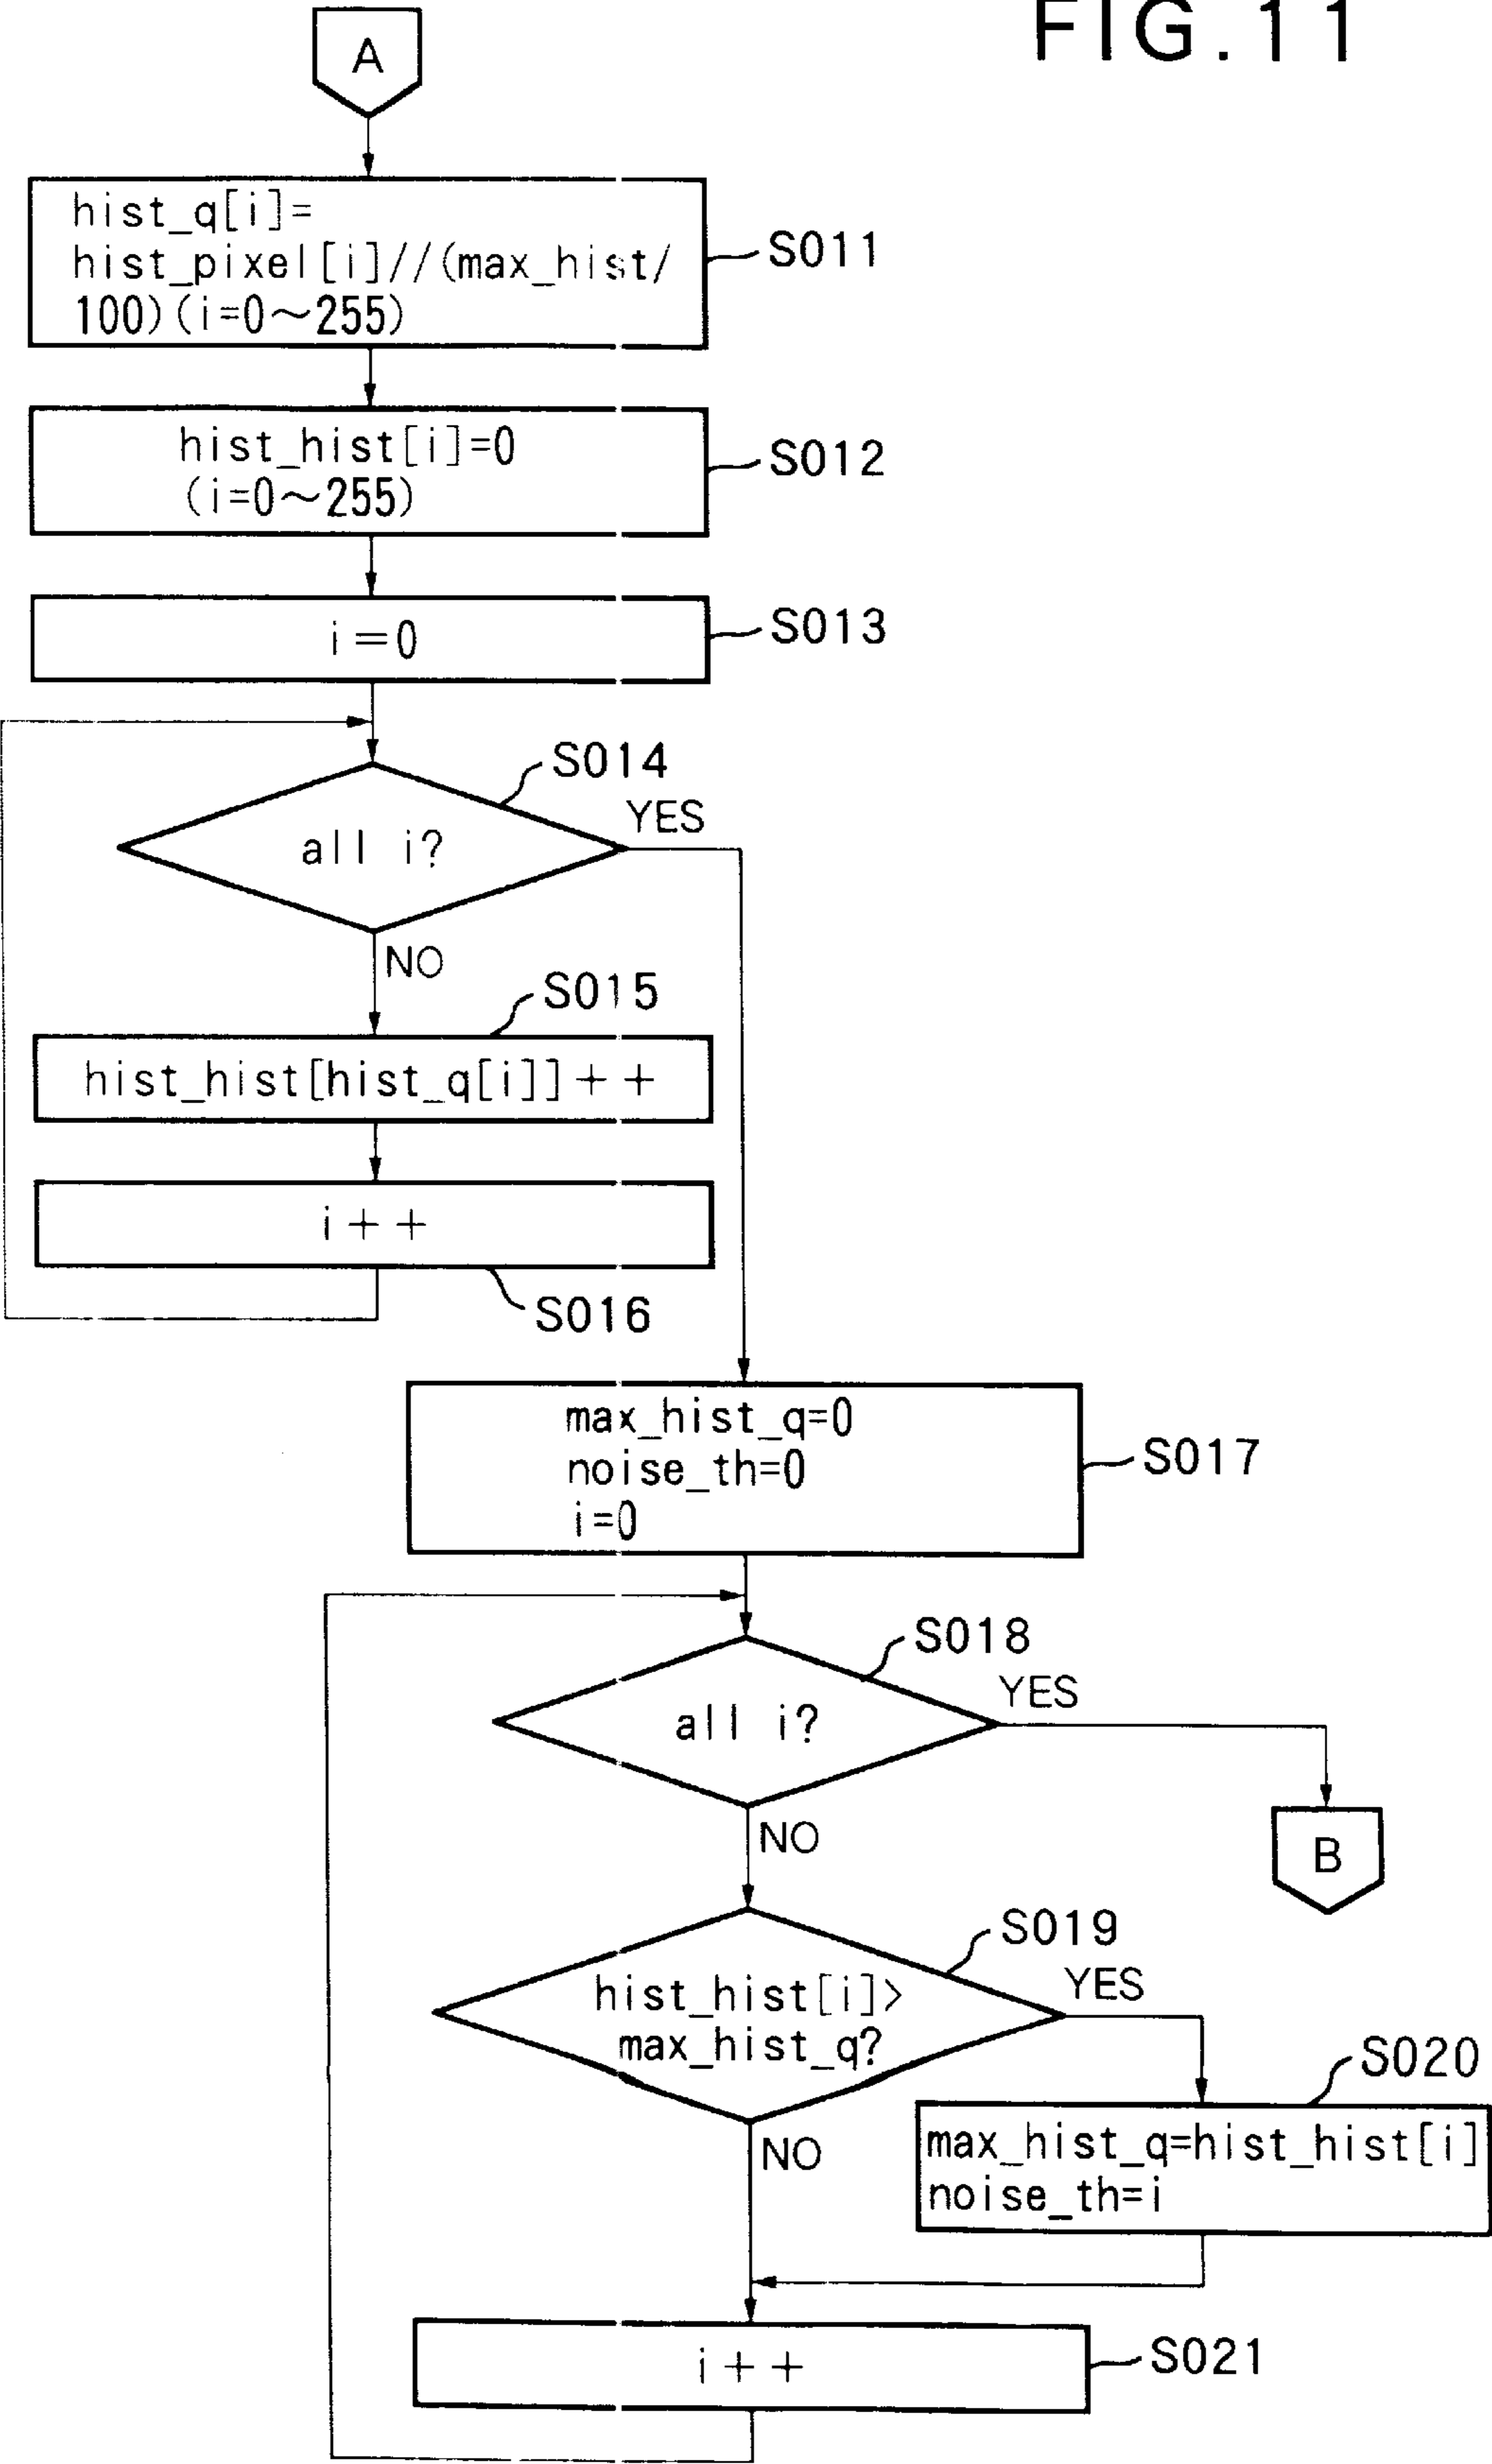 FIG.11
A
hist_q[i]=
hist_pixel[i]//(max_hist/
100)(i=0～255)
S011
hist_hist[i]=0
(i=0～255)
S012
i=0
S013
S014
all i?
YES
NO
S015
hist_hist[hist_q[i]]++
i++
S016
max_hist_q=0
noise_th=0
i=0
S017
S018
all i?
YES
NO
B
S019
hist_hist[i]>
max_hist_q?
YES
NO
S020
max_hist_q=hist_hist[i]
noise_th=i
i++
S021